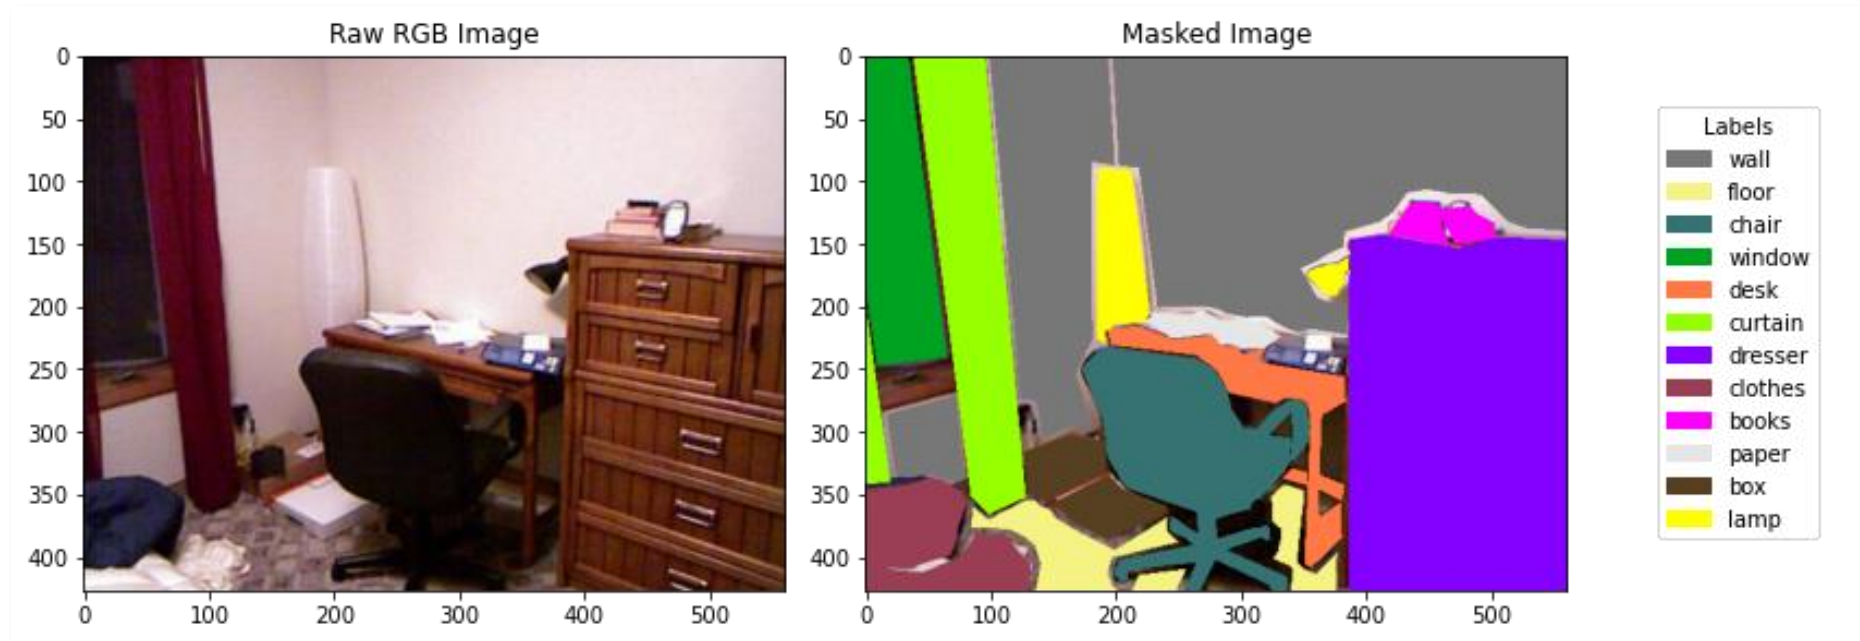 Raw RGB Image
0
50
100
150
200
250
300
350
400
0 100 200 300 400 500
Masked Image
0
50
100
150
200
250
300
350
400
0 100 200 300 400 500
Labels
wall
floor
chair
window
desk
curtain
dresser
clothes
books
paper
box
lamp